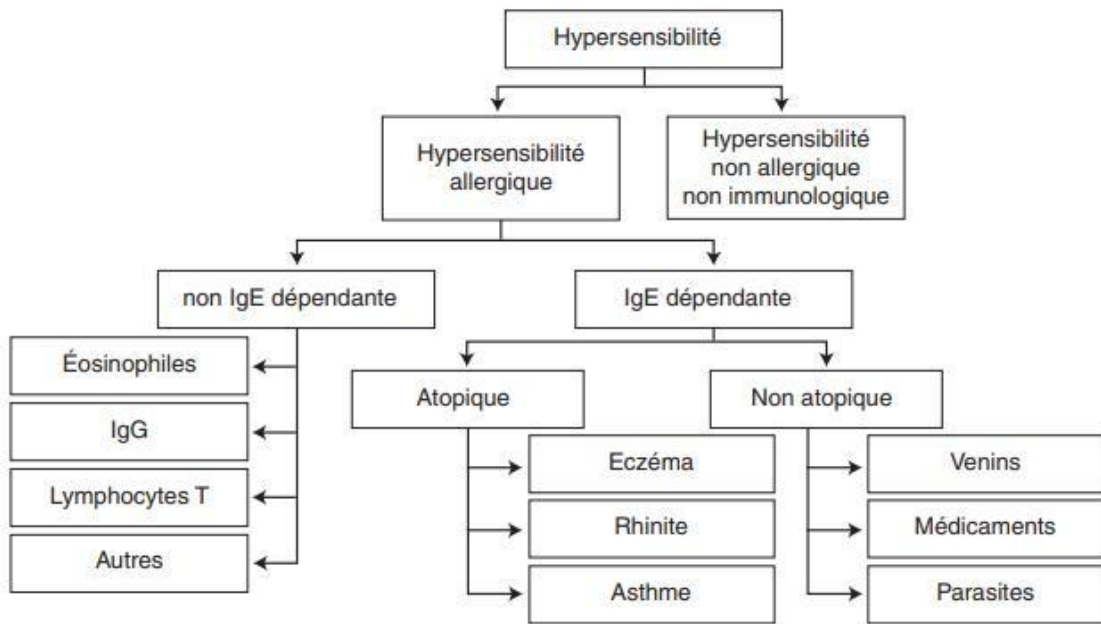 Hypersensibilité
Hypersensibilité
allergique
Hypersensibilité
non allergique
non immunologique
non IgE dépendante
IgE dépendante
Éosinophiles
IgG
Lymphocytes T
Autres
Atopique
Non atopique
Eczéma
Rhinite
Asthme
Venins
Médicaments
Parasites